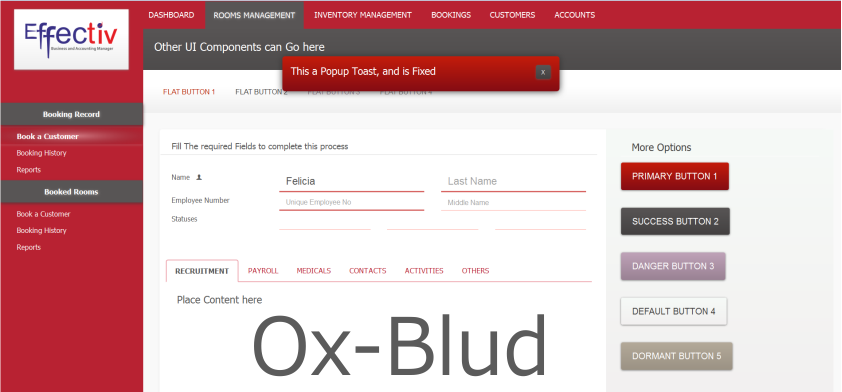 Effectiv
Business and Accounting Manager
DASHBOARD ROOMS MANAGEMENT INVENTORY MANAGEMENT BOOKINGS CUSTOMERS ACCOUNTS
Other UI Components can Go here
This a Popup Toast, and is Fixed X
FLAT BUTTON 1 FLAT BUTTON 2 FLAT BUTTON 3 FLAT BUTTON 4
Booking Record
Book a Customer
Booking History
Reports
Booked Rooms
Book a Customer
Booking History
Reports
Fill The required Fields to complete this process
Name Felicia Last Name
Employee Number Unique Employee No Middle Name
Statuses
RECRUITMENT PAYROLL MEDICALS CONTACTS ACTIVITIES OTHERS
Place Content here
Ox-Blud
More Options
PRIMARY BUTTON 1
SUCCESS BUTTON 2
DANGER BUTTON 3
DEFAULT BUTTON 4
DORMANT BUTTON 5